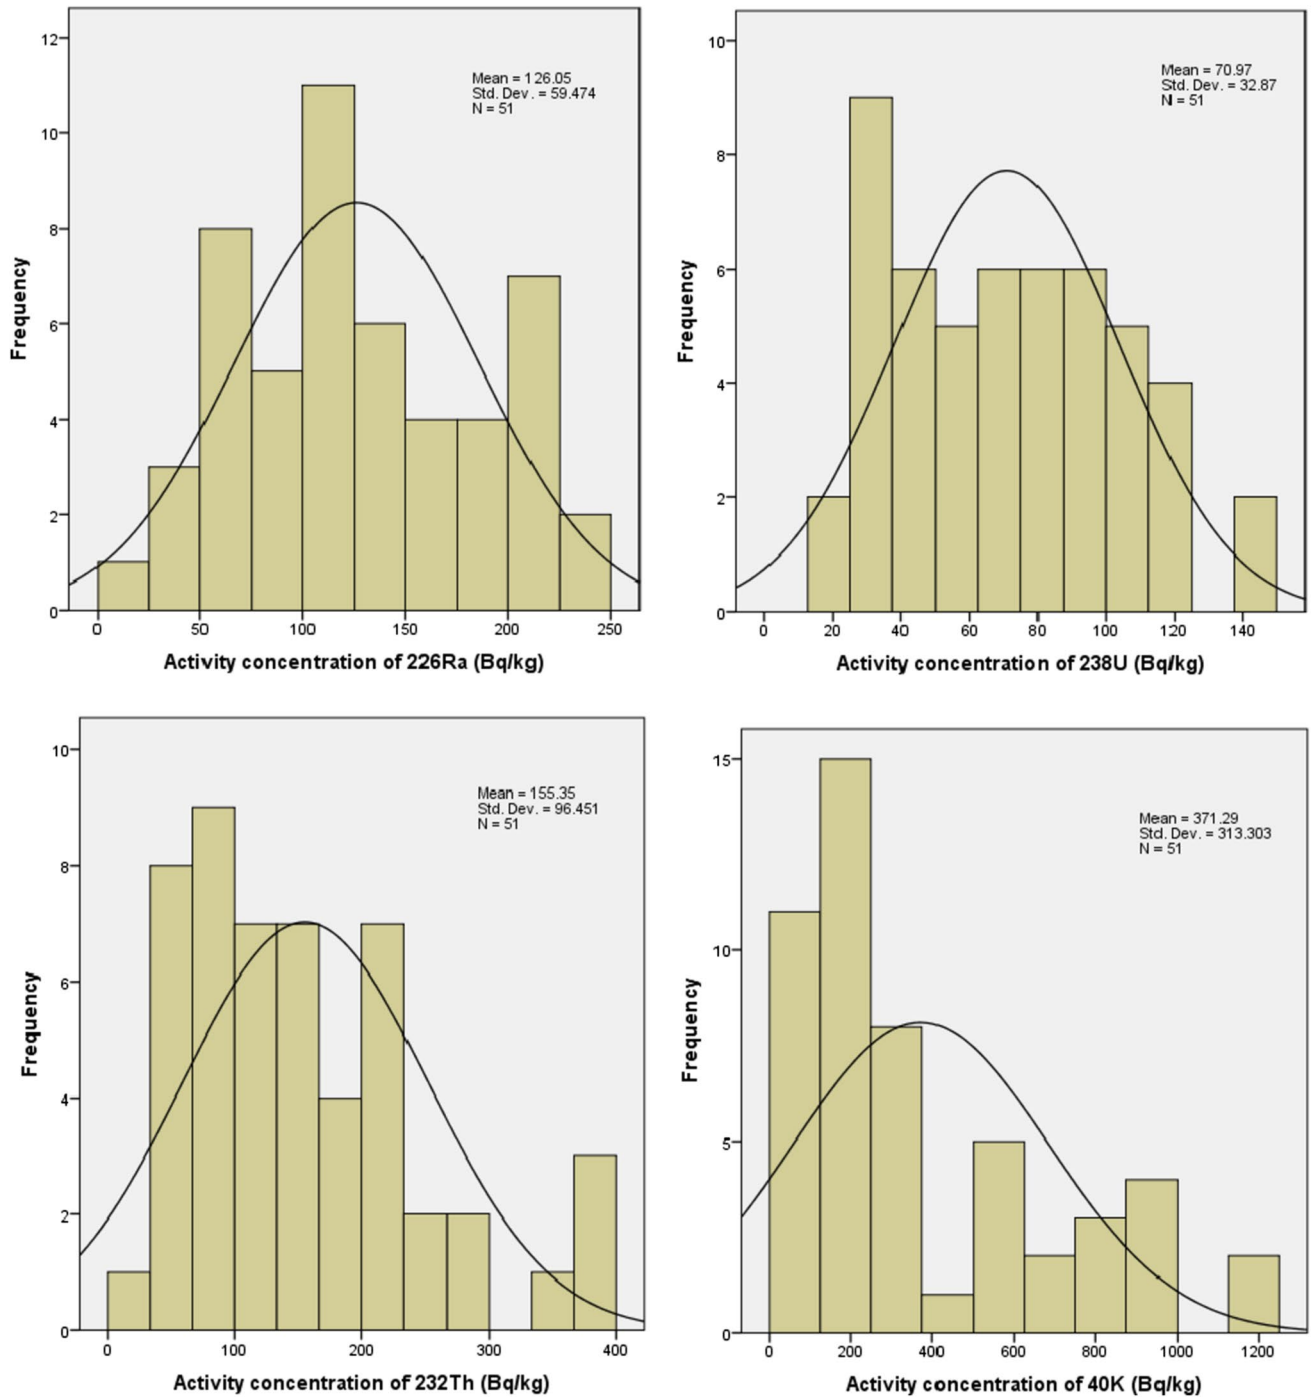 12
10
8
6
4
2
0
Frequency
Mean = 126.05
Std. Dev. = 59.474
N = 51
0 50 100 150 200 250
Activity concentration of 226Ra (Bq/kg)
10
8
6
4
2
0
Frequency
Mean = 70.97
Std. Dev. = 32.87
N = 51
0 20 40 60 80 100 120 140
Activity concentration of 238U (Bq/kg)
10
8
6
4
2
0
Frequency
Mean = 155.35
Std. Dev. = 96.451
N = 51
0 100 200 300 400
Activity concentration of 232Th (Bq/kg)
15
10
5
0
Frequency
Mean = 371.29
Std. Dev. = 313.303
N = 51
0 200 400 600 800 1000 1200
Activity concentration of 40K (Bq/kg)